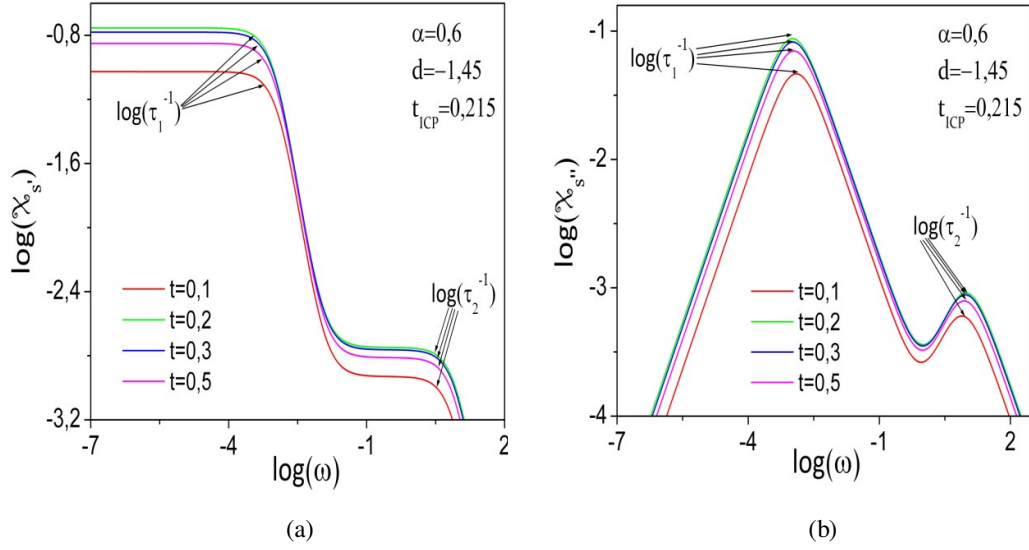 -0,8
-1,6
-2,4
-3,2
-7
-4
-1
2
log(χs')
log(ω)
α=0,6
d=−1,45
tICP=0,215
log(τ1-1)
log(τ2-1)
t=0,1
t=0,2
t=0,3
t=0,5
(a)
-1
-2
-3
-4
-7
-4
-1
2
log(χs'')
log(ω)
α=0,6
d=−1,45
tICP=0,215
log(τ1-1)
log(τ2-1)
t=0,1
t=0,2
t=0,3
t=0,5
(b)